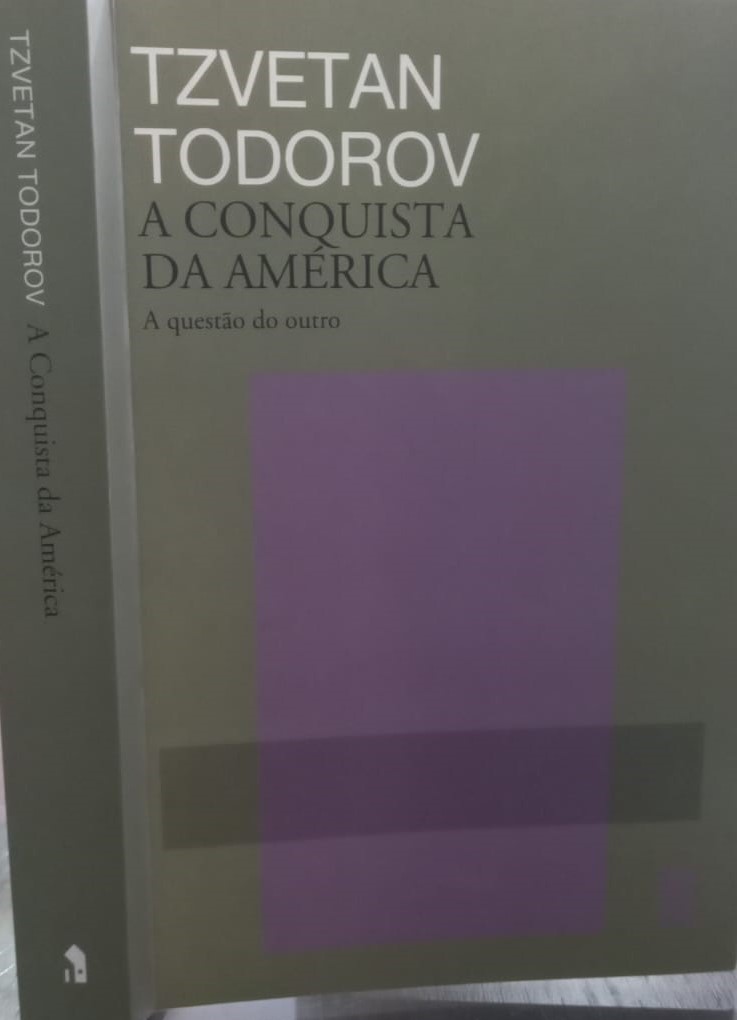 TZVETAN TODOROV A Conquista da América
TZVETAN
TODOROV
A CONQUISTA
DA AMÉRICA
A questão do outro